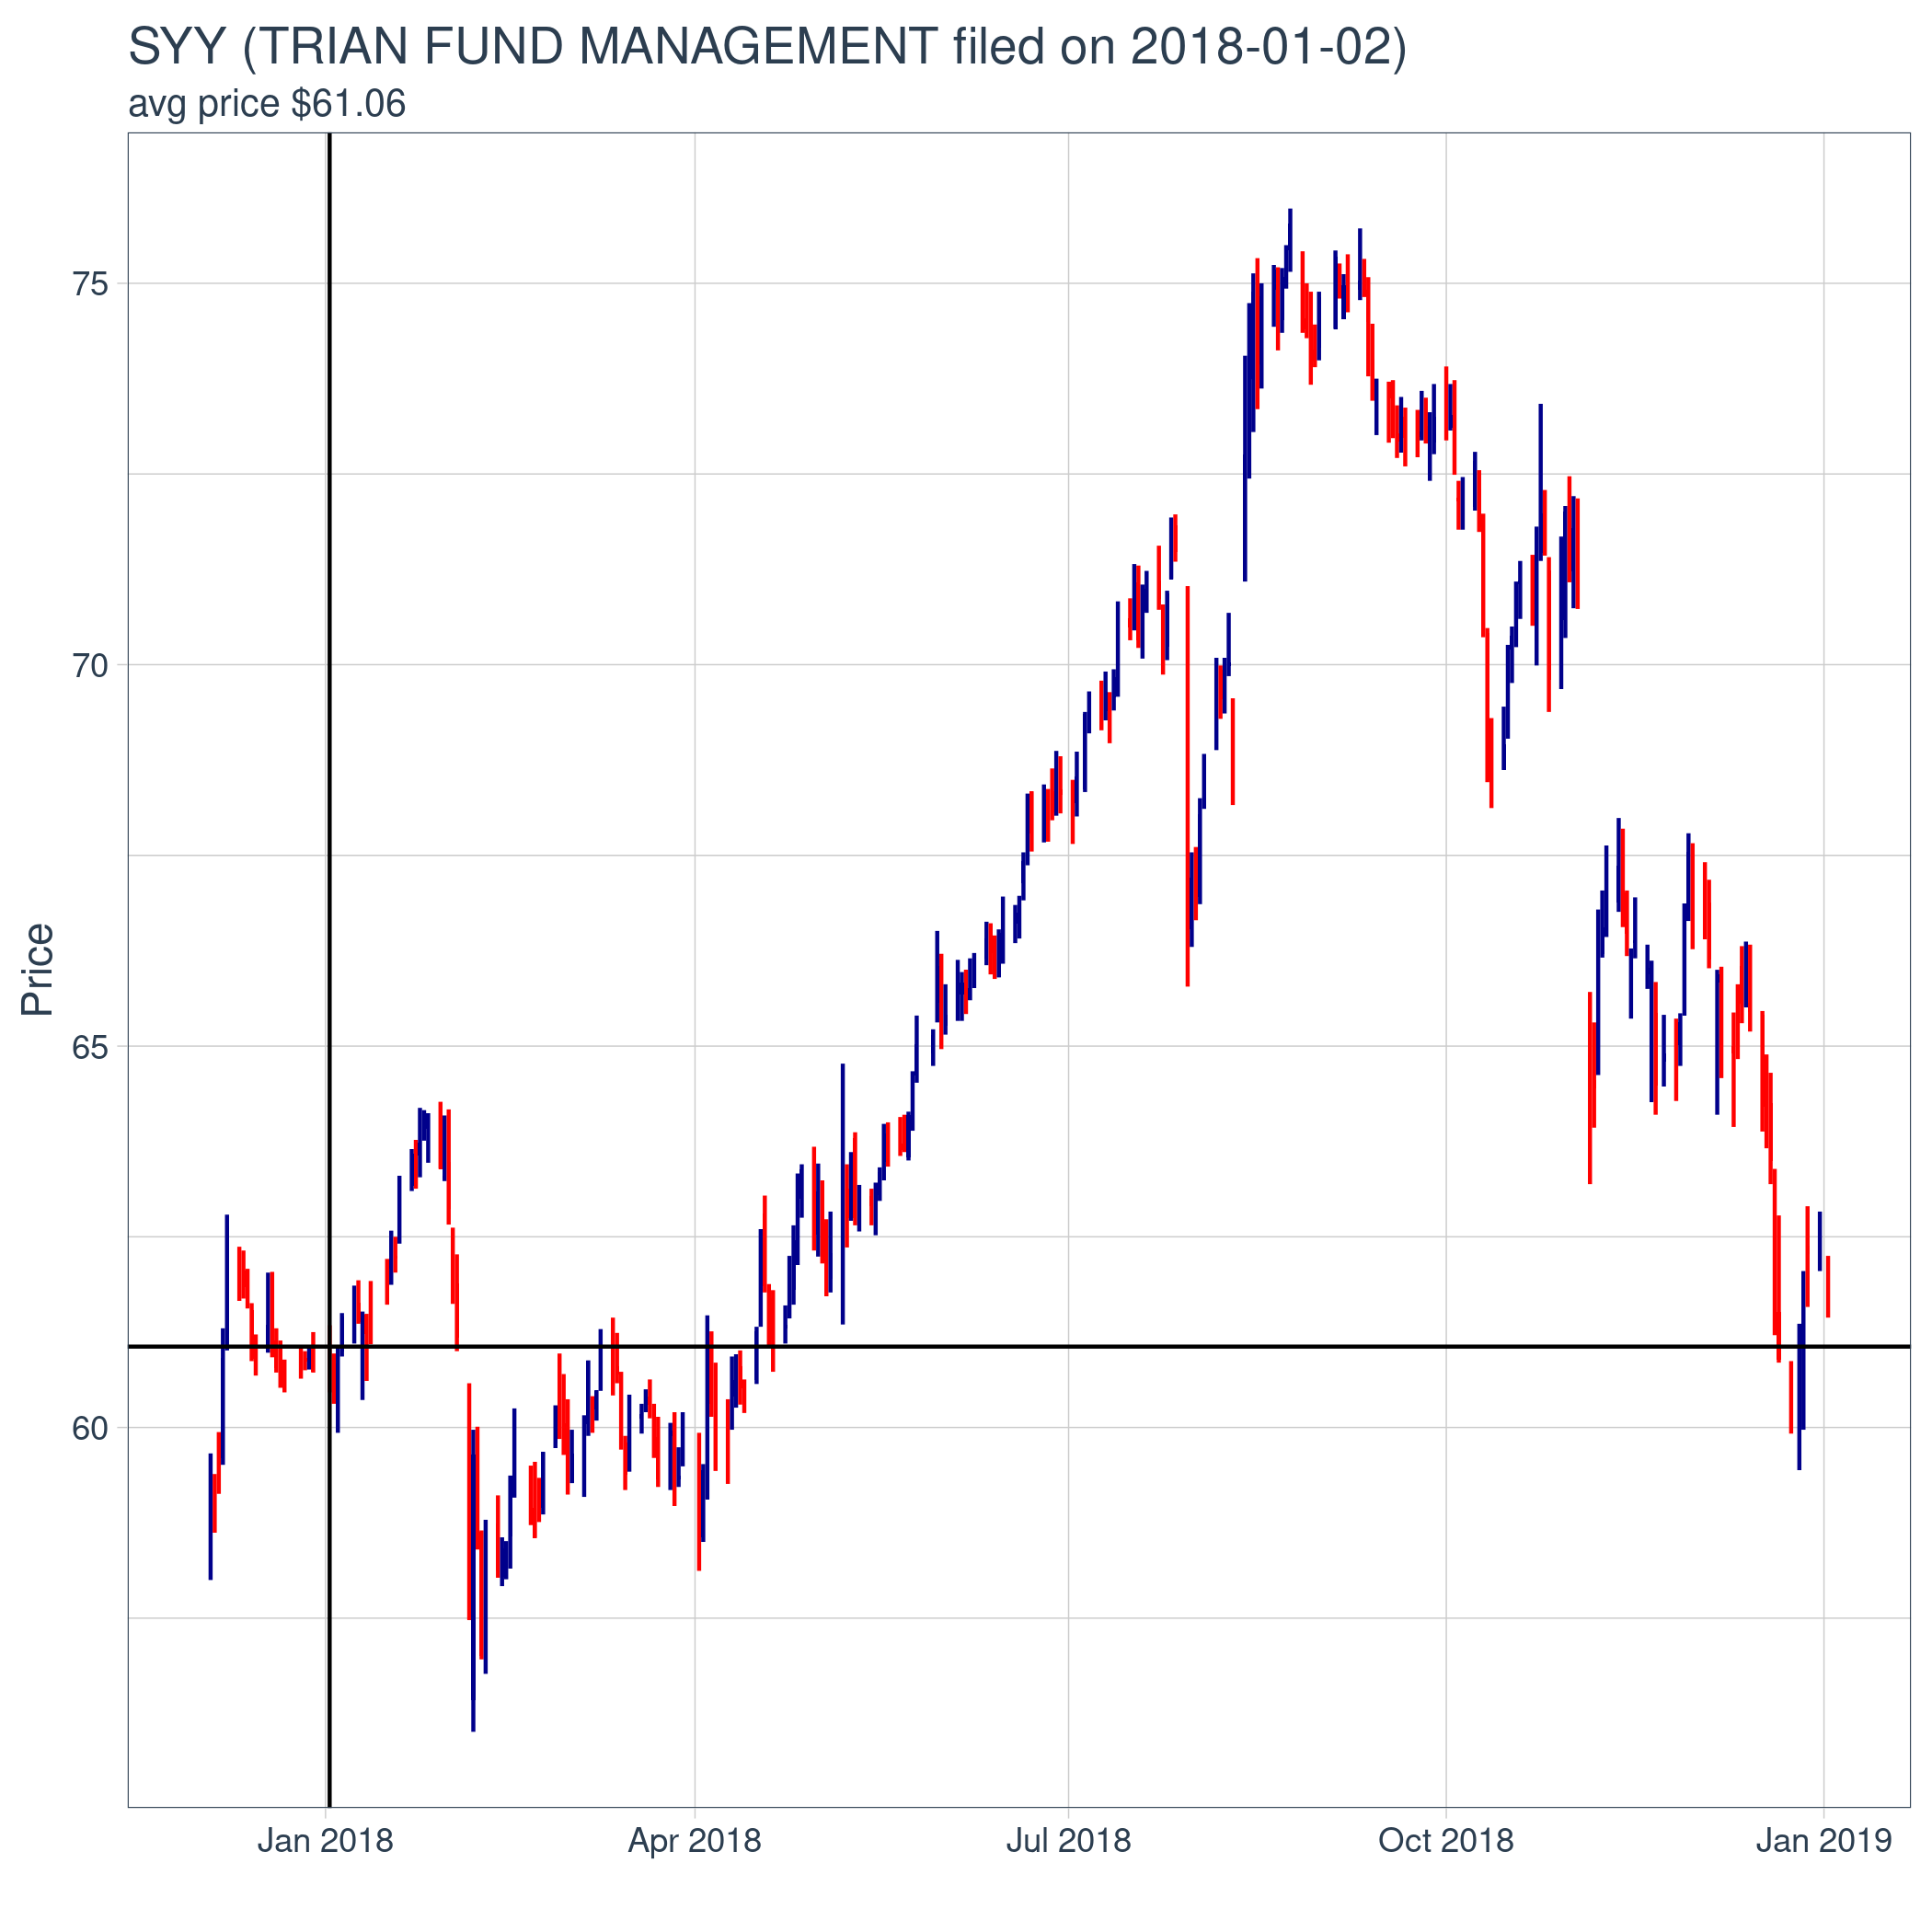 SYY (TRIAN FUND MANAGEMENT filed on 2018-01-02)
avg price $61.06
75
70
65
60
Price
Jan 2018 Apr 2018 Jul 2018 Oct 2018 Jan 2019